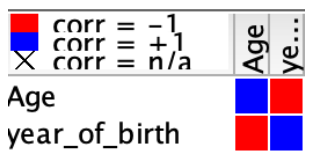 corr = -1
corr = +1
corr = n/a
Age
ye...
Age
year_of_birth